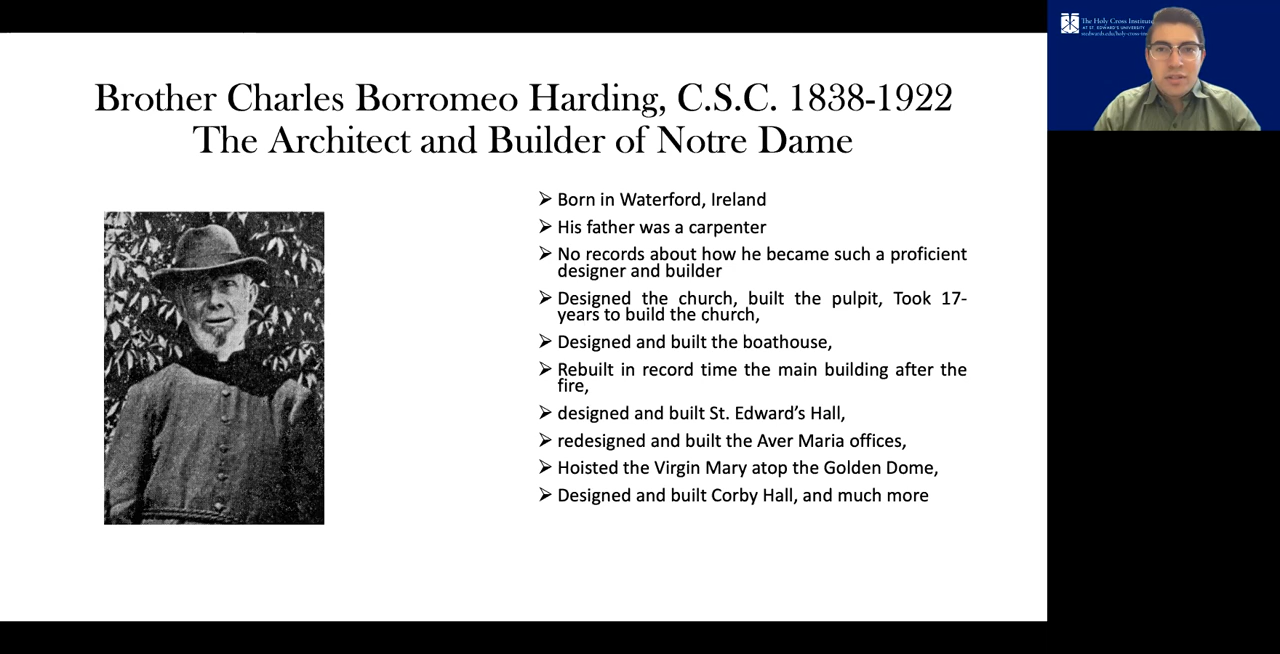 Brother Charles Borromeo Harding, C.S.C. 1838-1922
The Architect and Builder of Notre Dame
➢ Born in Waterford, Ireland
➢ His father was a carpenter
➢ No records about how he became such a proficient
designer and builder
➢ Designed the church, built the pulpit, Took 17-
years to build the church,
➢ Designed and built the boathouse,
➢ Rebuilt in record time the main building after the
fire,
➢ designed and built St. Edward’s Hall,
➢ redesigned and built the Aver Maria offices,
➢ Hoisted the Virgin Mary atop the Golden Dome,
➢ Designed and built Corby Hall, and much more
The Holy Cross Institute
AT ST. EDWARD'S UNIVERSITY